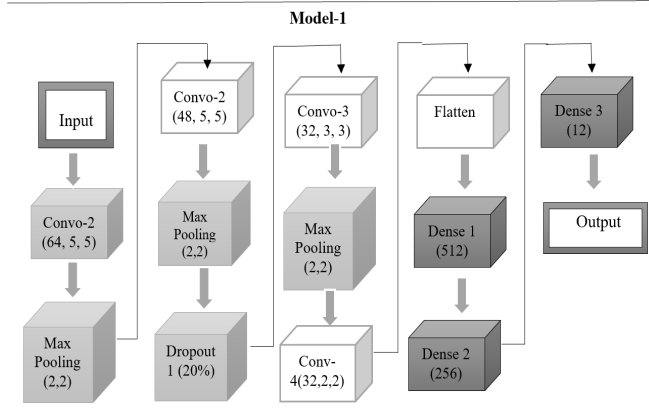 Model-1
Input
Convo-2
(64, 5, 5)
Max
Pooling
(2,2)
Convo-2
(48, 5, 5)
Max
Pooling
(2,2)
Dropout
1 (20%)
Convo-3
(32, 3, 3)
Max
Pooling
(2,2)
Conv-
4(32,2,2)
Flatten
Dense 1
(512)
Dense 2
(256)
Dense 3
(12)
Output